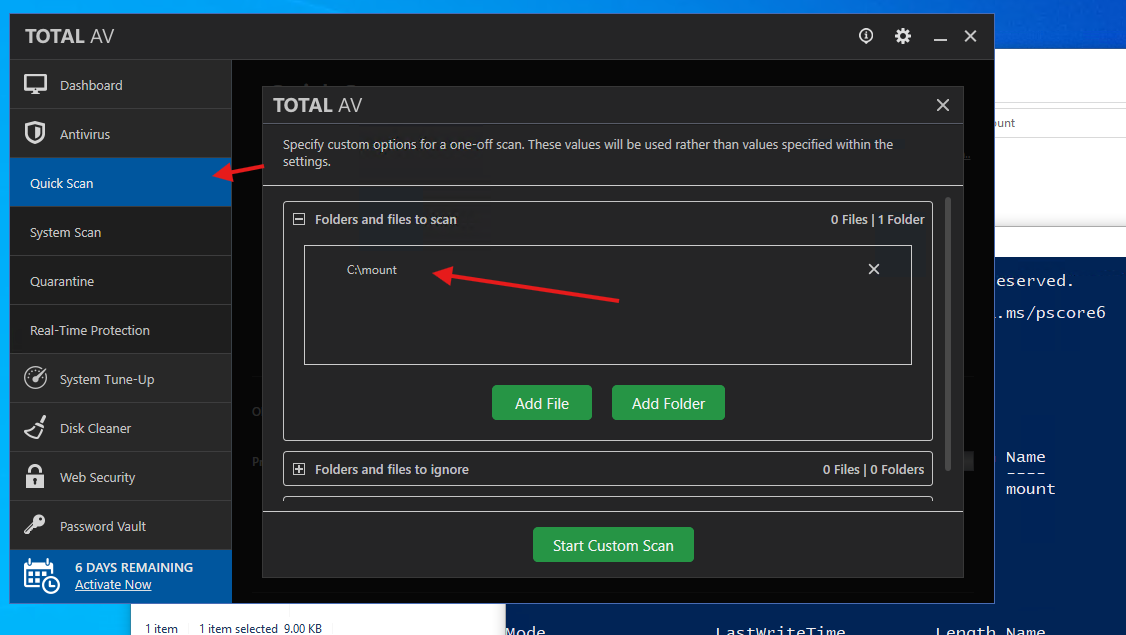 TOTAL AV
Dashboard
Antivirus
Quick Scan
System Scan
Quarantine
Real-Time Protection
System Tune-Up
Disk Cleaner
Web Security
Password Vault
6 DAYS REMAINING
Activate Now
TOTAL AV
Specify custom options for a one-off scan. These values will be used rather than values specified within the
settings.
Folders and files to scan
0 Files | 1 Folder
C:\mount
Add File
Add Folder
Folders and files to ignore
0 Files | 0 Folders
Start Custom Scan
eserved.
.ms/pscore6
Name
----
mount
1 item
1 item selected 9.00 KB
Mode LastWriteTime Length Name